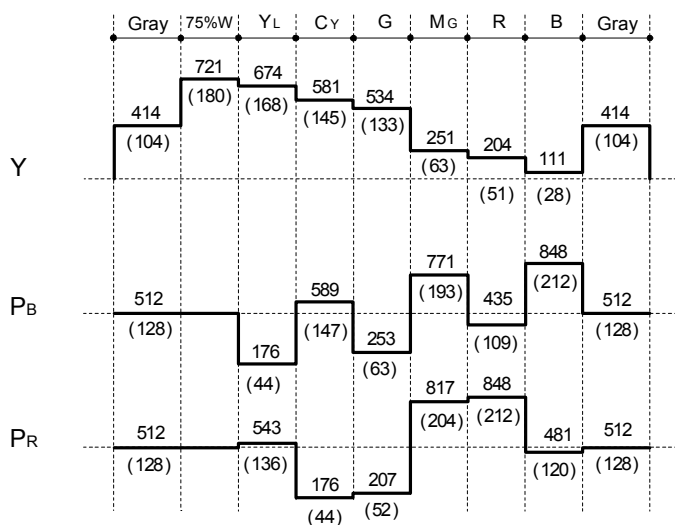 Gray 75%W YL CY G MG R B Gray
721 674 581 534
(180) (168) (145) (133)
414 251 204 111 414
(104) (63) (51) (28) (104)
Y
771 848
589 (193) (212)
512 (147) 435 512
PB
(128) 176 253 (109) (128)
(44) (63)
817 848
512 543 (204) (212) 481 512
PR
(128) (136) 176 207 (120) (128)
(44) (52)